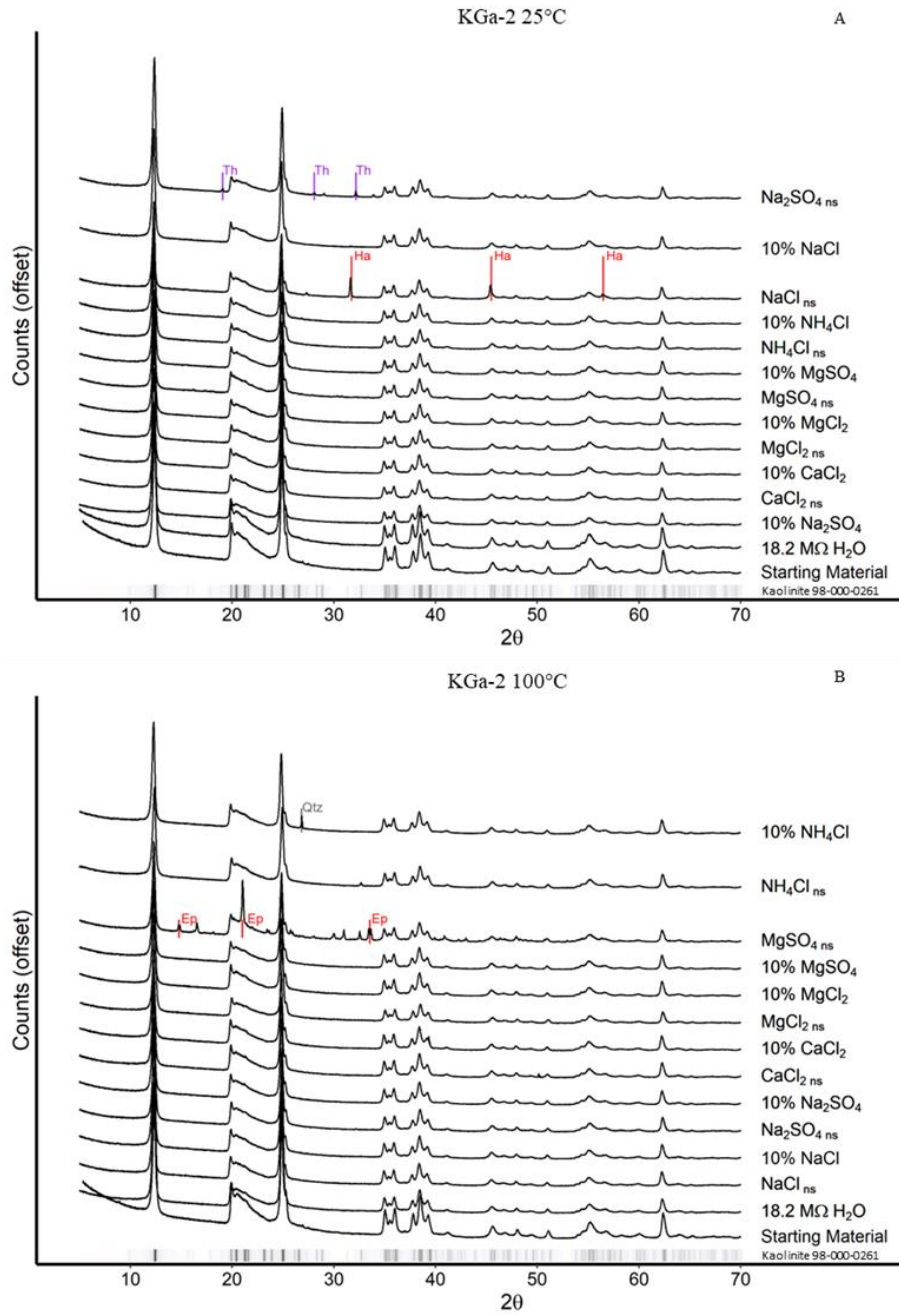 KGa-2 25°C
A
Counts (offset)
Th
Th
Th
Na₂SO₄ ns
10% NaCl
Ha
Ha
Ha
NaCl ns
10% NH₄Cl
NH₄Cl ns
10% MgSO₄
MgSO₄ ns
10% MgCl₂
MgCl₂ ns
10% CaCl₂
CaCl₂ ns
10% Na₂SO₄
18.2 MΩ H₂O
Starting Material
Kaolinite 98-000-0261
10 20 30 40 50 60 70
2θ
KGa-2 100°C
B
Counts (offset)
Qtz
10% NH₄Cl
NH₄Cl ns
Ep
Ep
Ep
MgSO₄ ns
10% MgSO₄
10% MgCl₂
MgCl₂ ns
10% CaCl₂
CaCl₂ ns
10% Na₂SO₄
Na₂SO₄ ns
10% NaCl
NaCl ns
18.2 MΩ H₂O
Starting Material
Kaolinite 98-000-0261
10 20 30 40 50 60 70
2θ